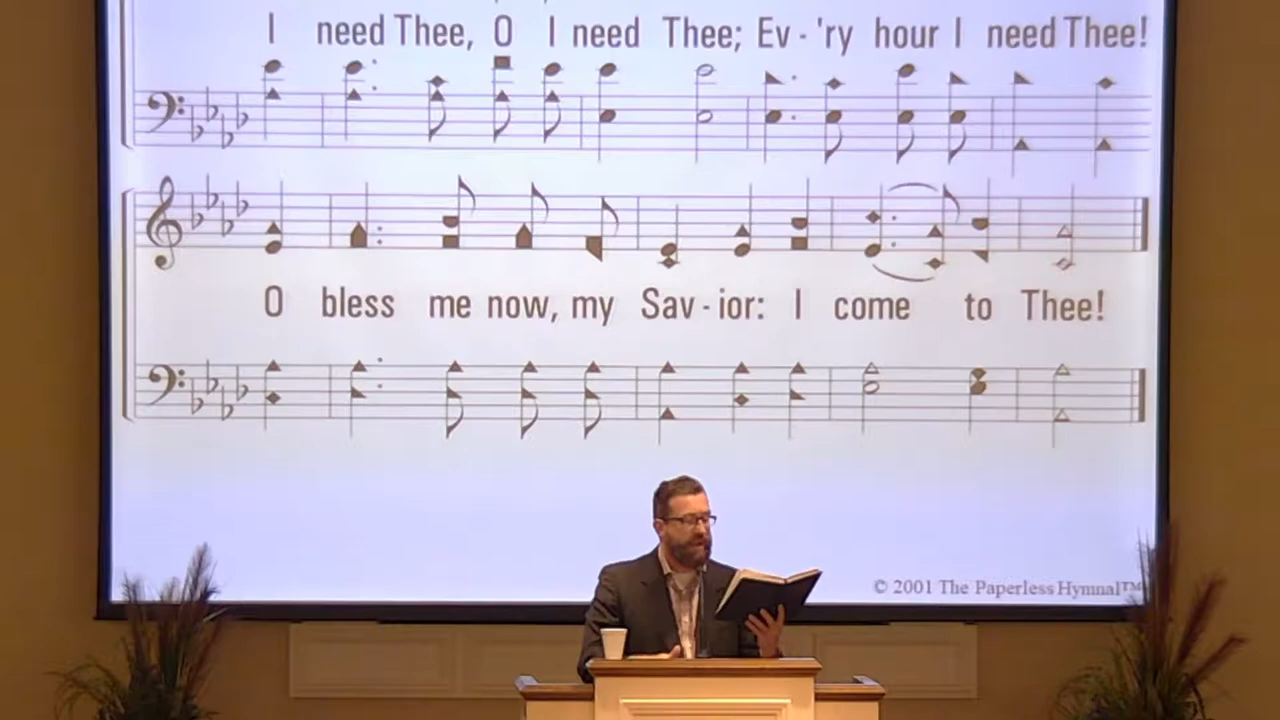 I need Thee, O I need Thee; Ev - 'ry hour I need Thee!
O bless me now, my Sav - ior: I come to Thee!
© 2001 The Paperless Hymnal™